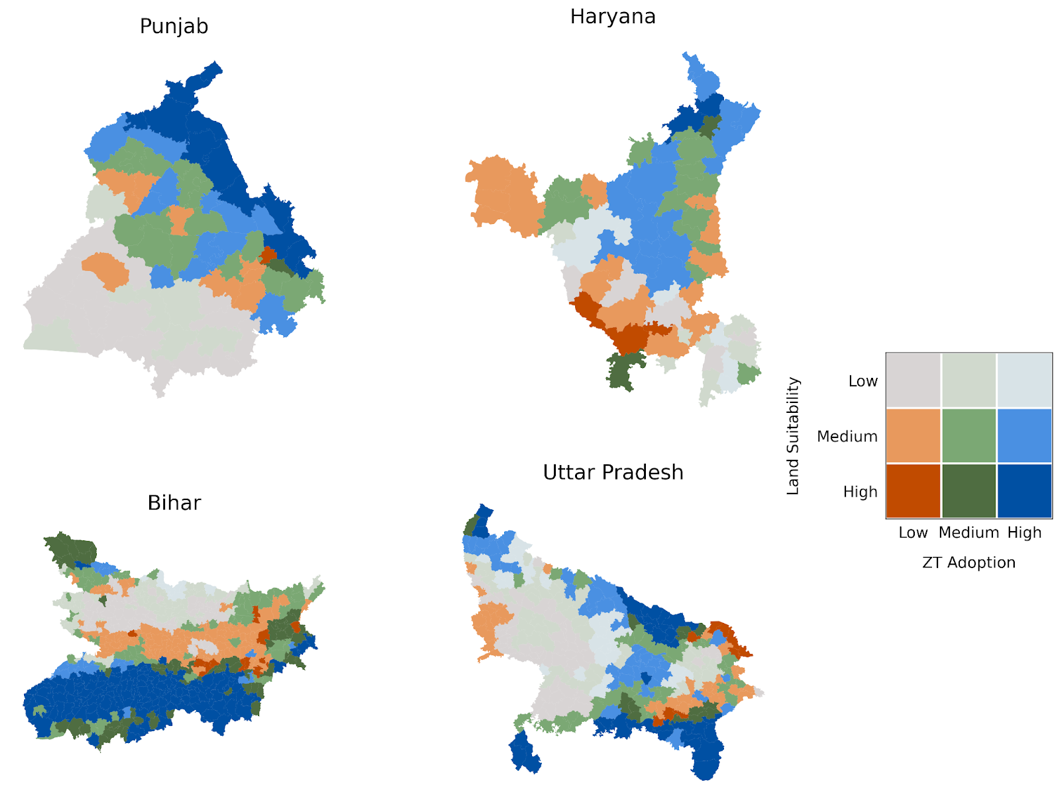 Punjab
Haryana
Bihar
Uttar Pradesh
Land Suitability
Low
Medium
High
Low Medium High
ZT Adoption